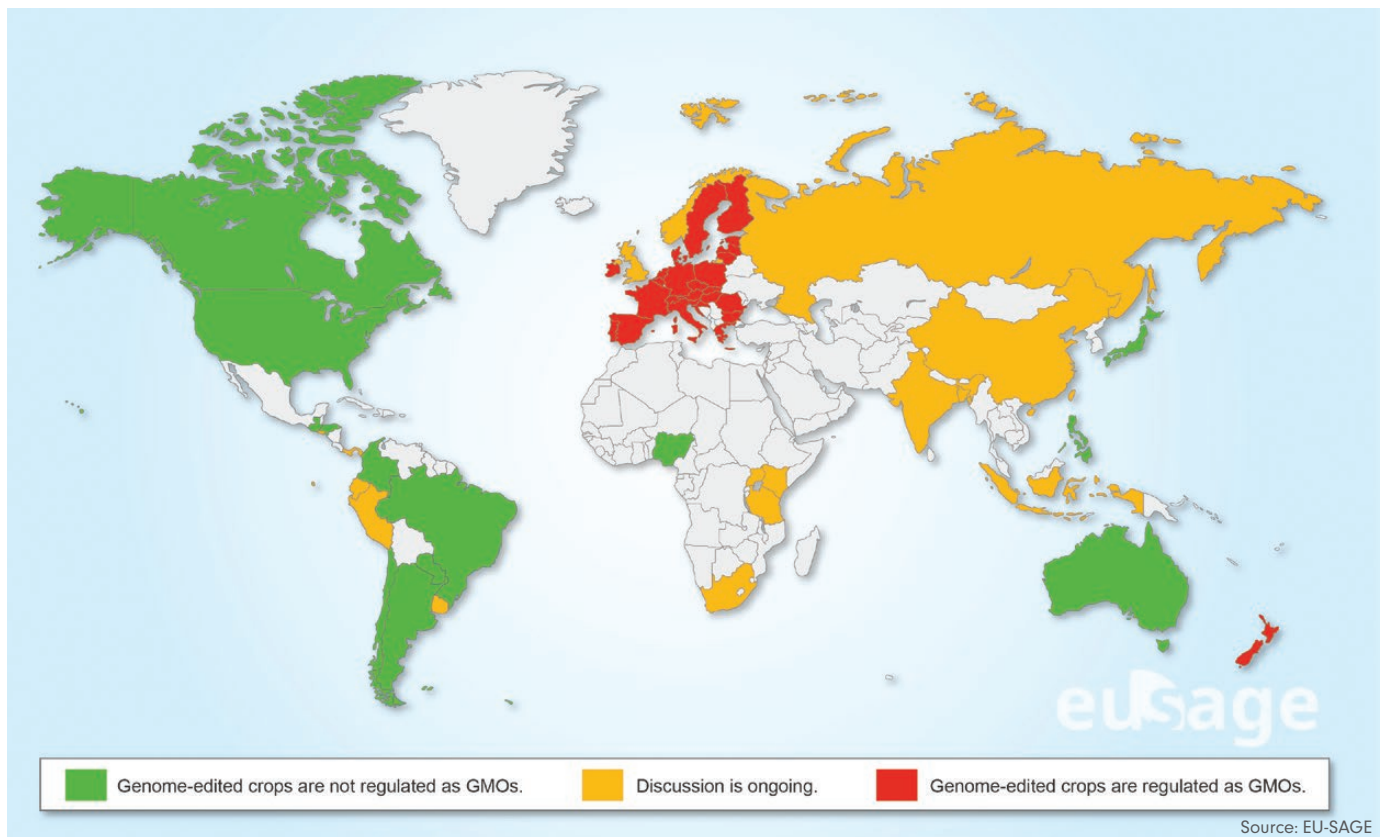 eusage
Genome-edited crops are not regulated as GMOs.
Discussion is ongoing.
Genome-edited crops are regulated as GMOs.
Source: EU-SAGE